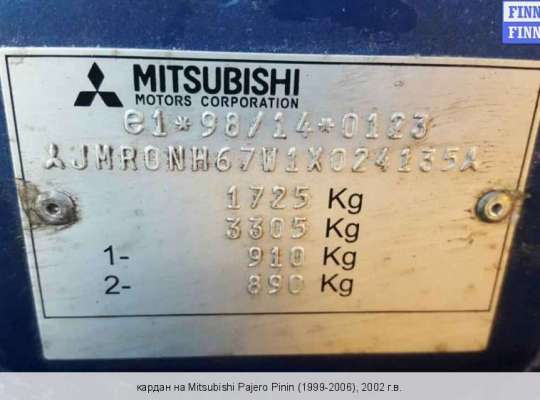 FINN
FINN
MITSUBISHI
MOTORS CORPORATION
e1*98/14*0123
JMR0NH67W1X024135A
1725 Kg
3305 Kg
1- 910 Kg
2- 890 Kg
кардан на Mitsubishi Pajero Pinin (1999-2006), 2002 г.в.